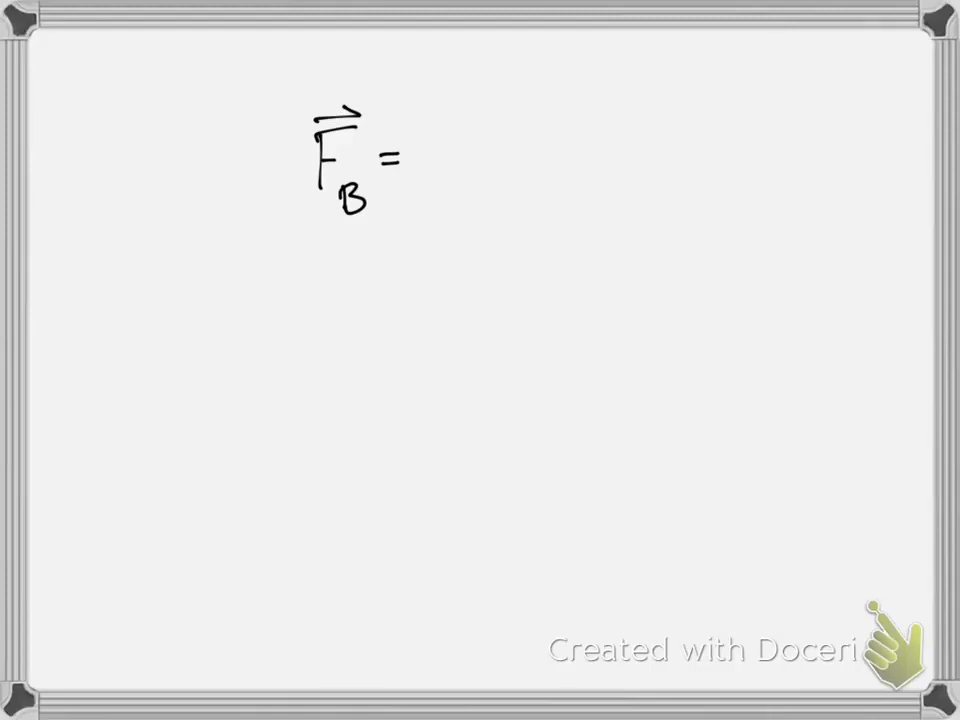 F⃗_B =
Created with Doceri